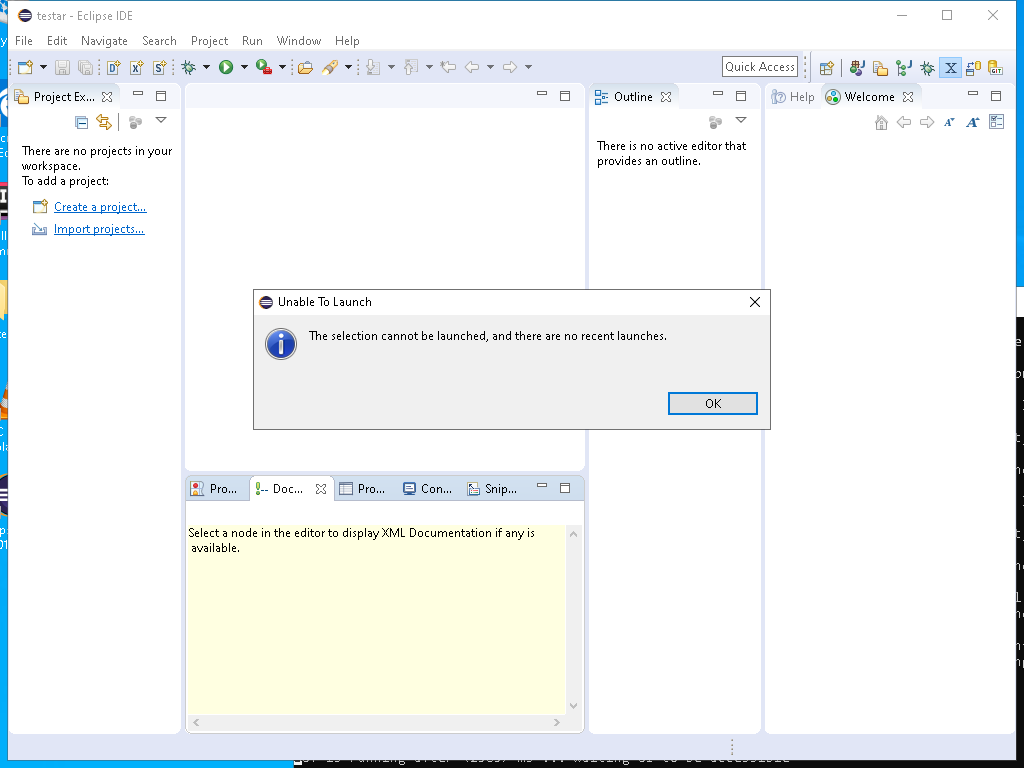 testar - Eclipse IDE
File Edit Navigate Search Project Run Window Help
Quick Access
Project Ex...
Outline
Help
Welcome
There are no projects in your
workspace.
To add a project:
Create a project...
Import projects...
There is no active editor that
provides an outline.
Unable To Launch
The selection cannot be launched, and there are no recent launches.
OK
Pro...
Doc...
Pro...
Con...
Snip...
Select a node in the editor to display XML Documentation if any is
available.